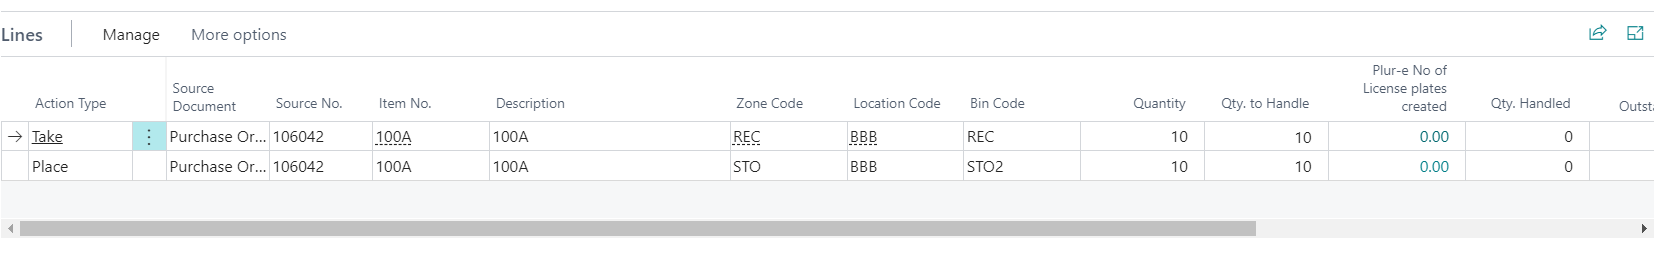 Lines Manage More options
Action Type Source Document Source No. Item No. Description Zone Code Location Code Bin Code Quantity Qty. to Handle Plur-e No of License plates created Qty. Handled Outsta
Take Purchase Or... 106042 100A 100A REC BBB REC 10 10 0.00 0
Place Purchase Or... 106042 100A 100A STO BBB STO2 10 10 0.00 0